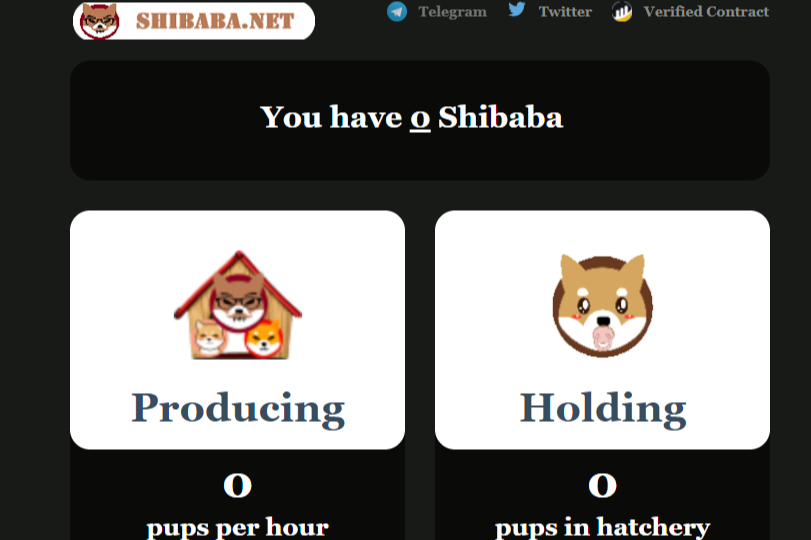 SHIBABA.NET
Telegram Twitter Verified Contract
You have 0 Shibaba
Producing
Holding
0
pups per hour
0
pups in hatchery